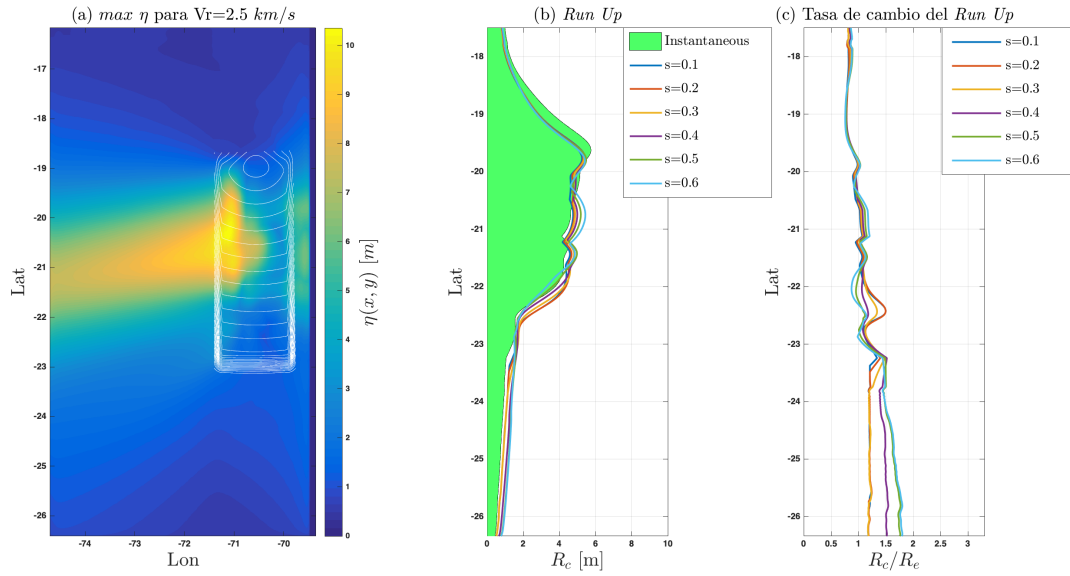 (a) max η para Vr=2.5 km/s
-17
-18
-19
-20
-21
-22
-23
-24
-25
-26
Lat
-74
-73
-72
-71
-70
Lon
10
9
8
7
6
5
4
3
2
1
0
η(x, y) [m]
(b) Run Up
Instantaneous
s=0.1
s=0.2
s=0.3
s=0.4
s=0.5
s=0.6
-18
-19
-20
-21
-22
-23
-24
-25
-26
Lat
0
2
4
6
8
10
R_c [m]
(c) Tasa de cambio del Run Up
s=0.1
s=0.2
s=0.3
s=0.4
s=0.5
s=0.6
-18
-19
-20
-21
-22
-23
-24
-25
-26
Lat
0
0.5
1
1.5
2
2.5
3
R_c/R_e